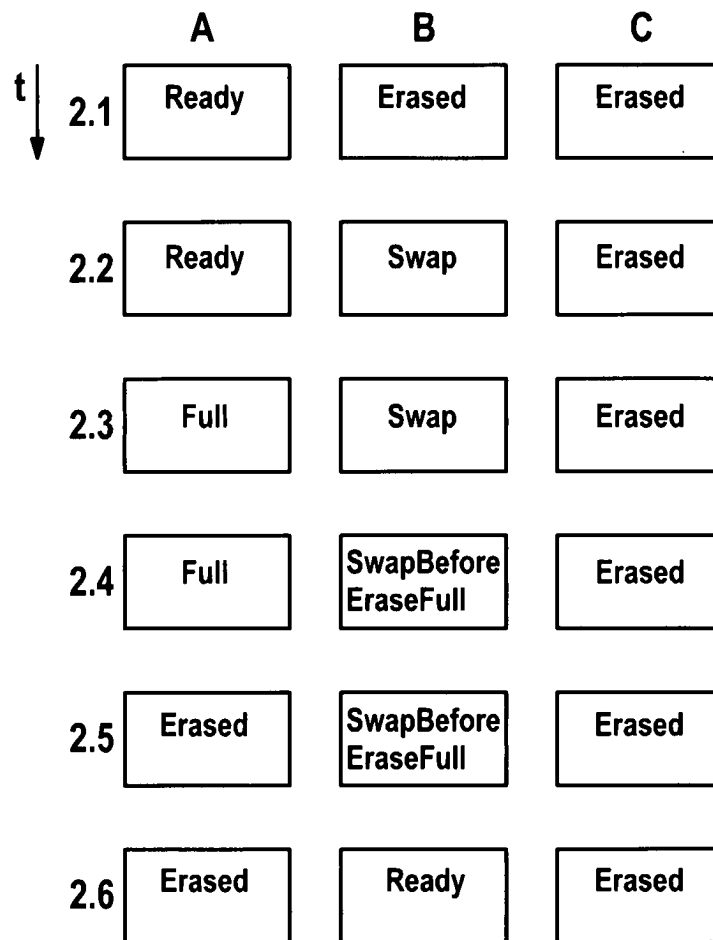 A B C
t
2.1 Ready Erased Erased
2.2 Ready Swap Erased
2.3 Full Swap Erased
2.4 Full SwapBefore EraseFull Erased
2.5 Erased SwapBefore EraseFull Erased
2.6 Erased Ready Erased